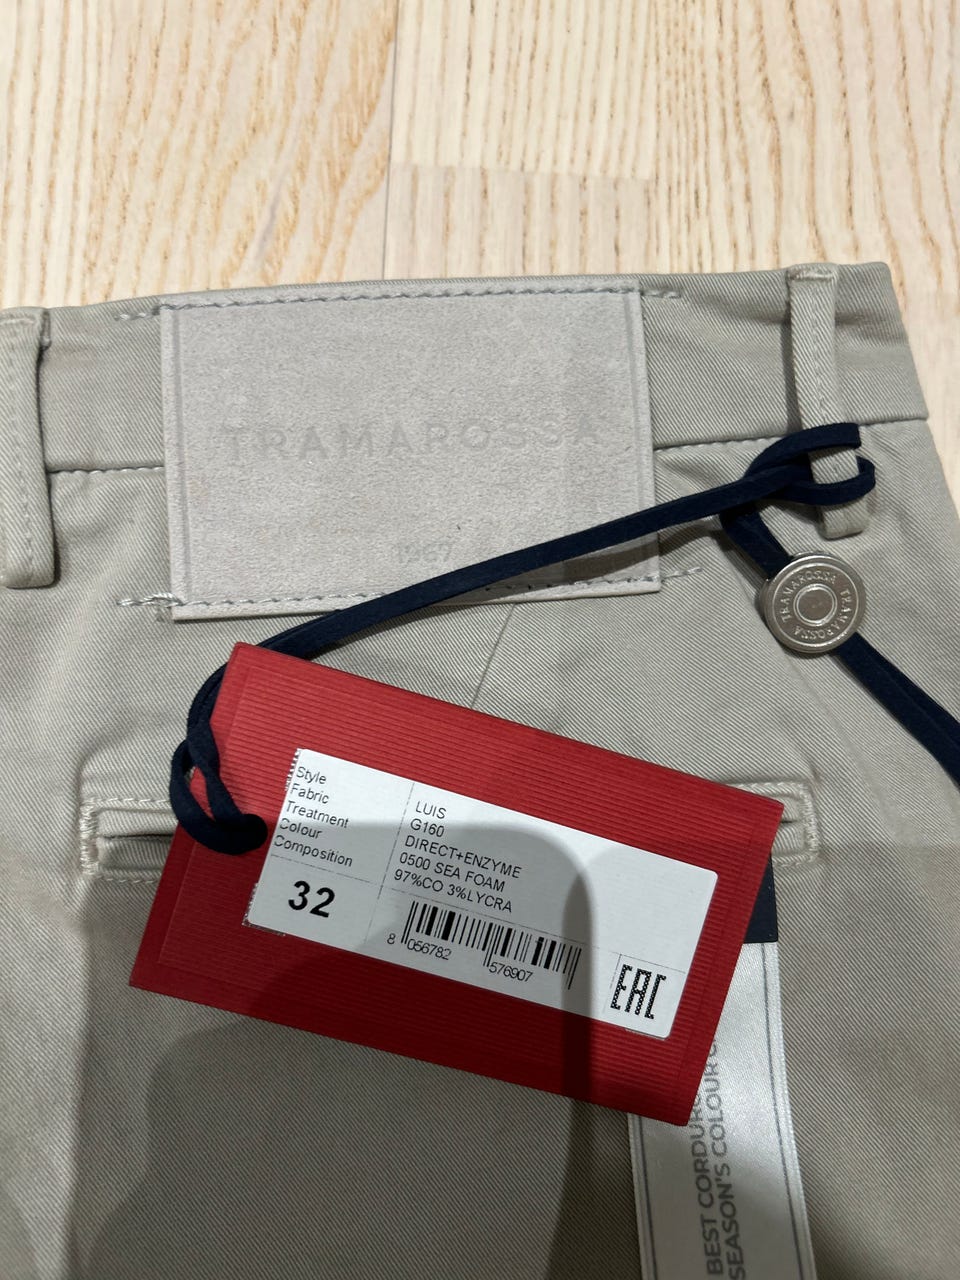 TRAMAROSSA
1967
TRAMAROSSA TRAMAROSSA
Style LUIS
Fabric G160
Treatment DIRECT+ENZYME
Colour 0500 SEA FOAM
Composition 97%CO 3%LYCRA
32
8 056782 576907
EAC
BEST
SEASON'S COLOUR